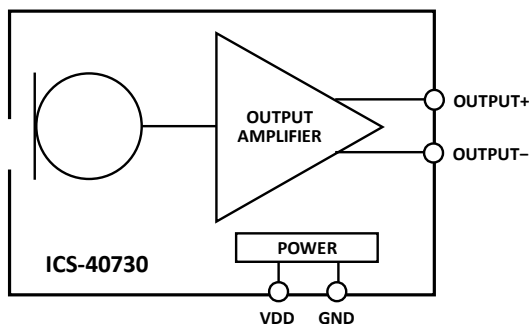 OUTPUT+
OUTPUT
AMPLIFIER
OUTPUT−
POWER
ICS-40730
VDD GND